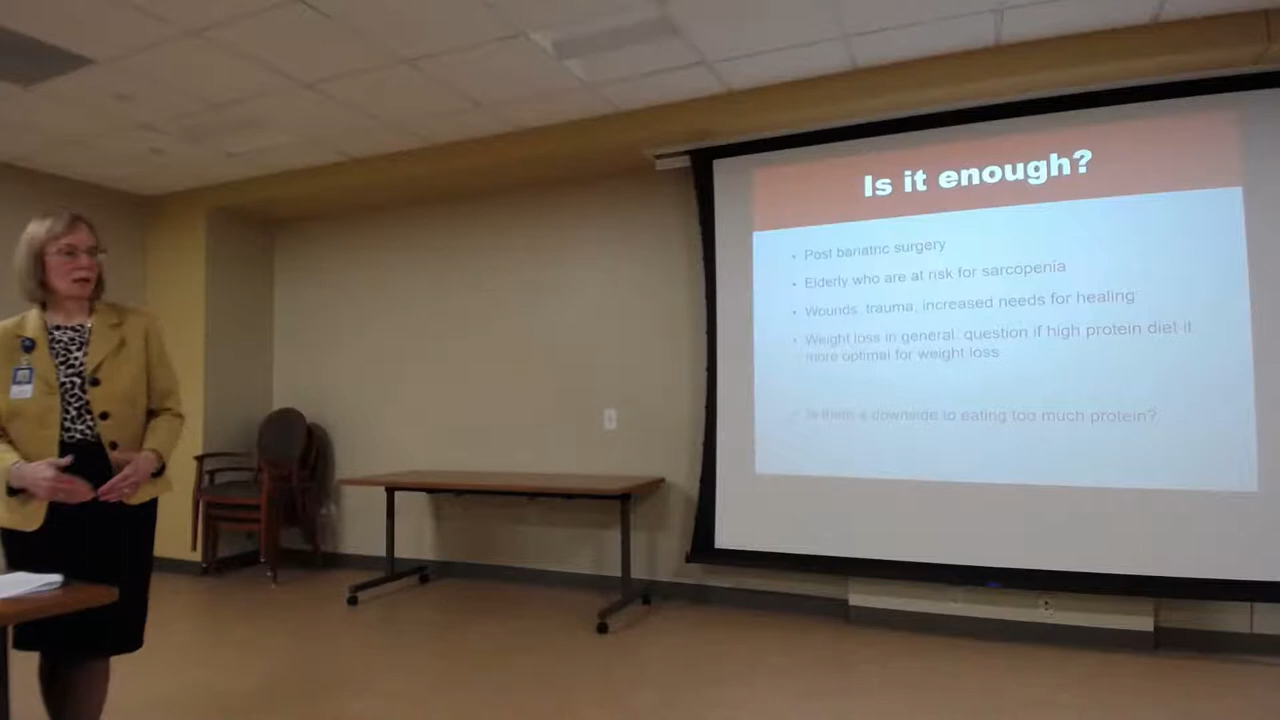 Is it enough?
Post bariatric surgery
Elderly who are at risk for sarcopenia
Wounds, trauma, increased needs for healing
Weight loss in general: question if high protein diet it
more optimal for weight loss
Is there a downside to eating too much protein?